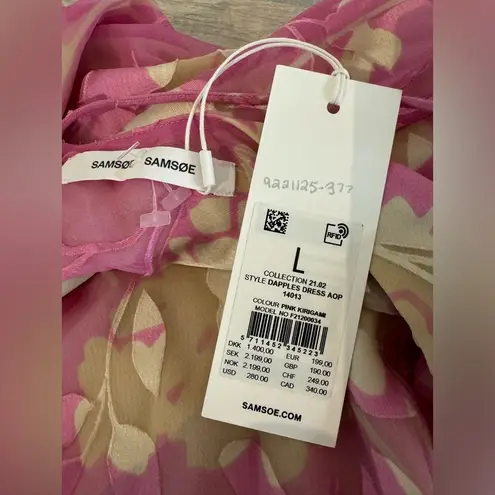 SAMSØE SAMSØE
9221125-377
RFID
L
COLLECTION 21.02
STYLE DAPPLES DRESS AOP
14013
COLOUR PINK KIRIGAMI
MODEL NO F21200034
5 711452 345223
DKK 1.400,00 EUR 199,00
SEK 2.199,00 GBP 190,00
NOK 2.199,00 CHF 249,00
USD 280,00 CAD 340,00
SAMSOE.COM